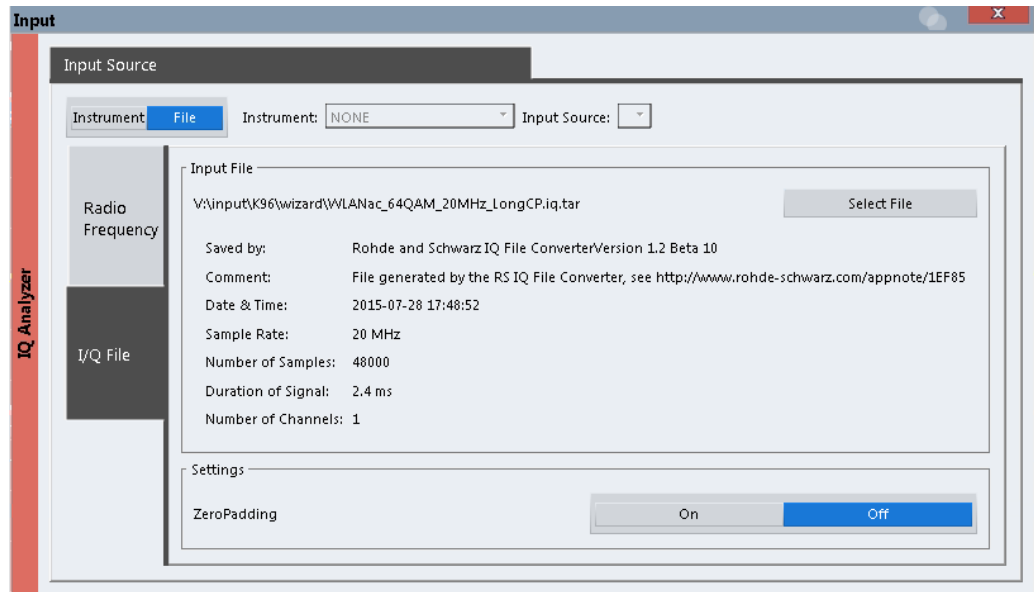 Input
X
Input Source
Instrument File Instrument: NONE Input Source:
Input File
Radio Frequency
V:\input\K96\wizard\WLANac_64QAM_20MHz_LongCP.iq.tar Select File
Saved by: Rohde and Schwarz IQ File ConverterVersion 1.2 Beta 10
Comment: File generated by the RS IQ File Converter, see http://www.rohde-schwarz.com/appnote/1EF85
Date & Time: 2015-07-28 17:48:52
Sample Rate: 20 MHz
I/Q File
Number of Samples: 48000
Duration of Signal: 2.4 ms
Number of Channels: 1
IQ Analyzer
Settings
ZeroPadding On Off